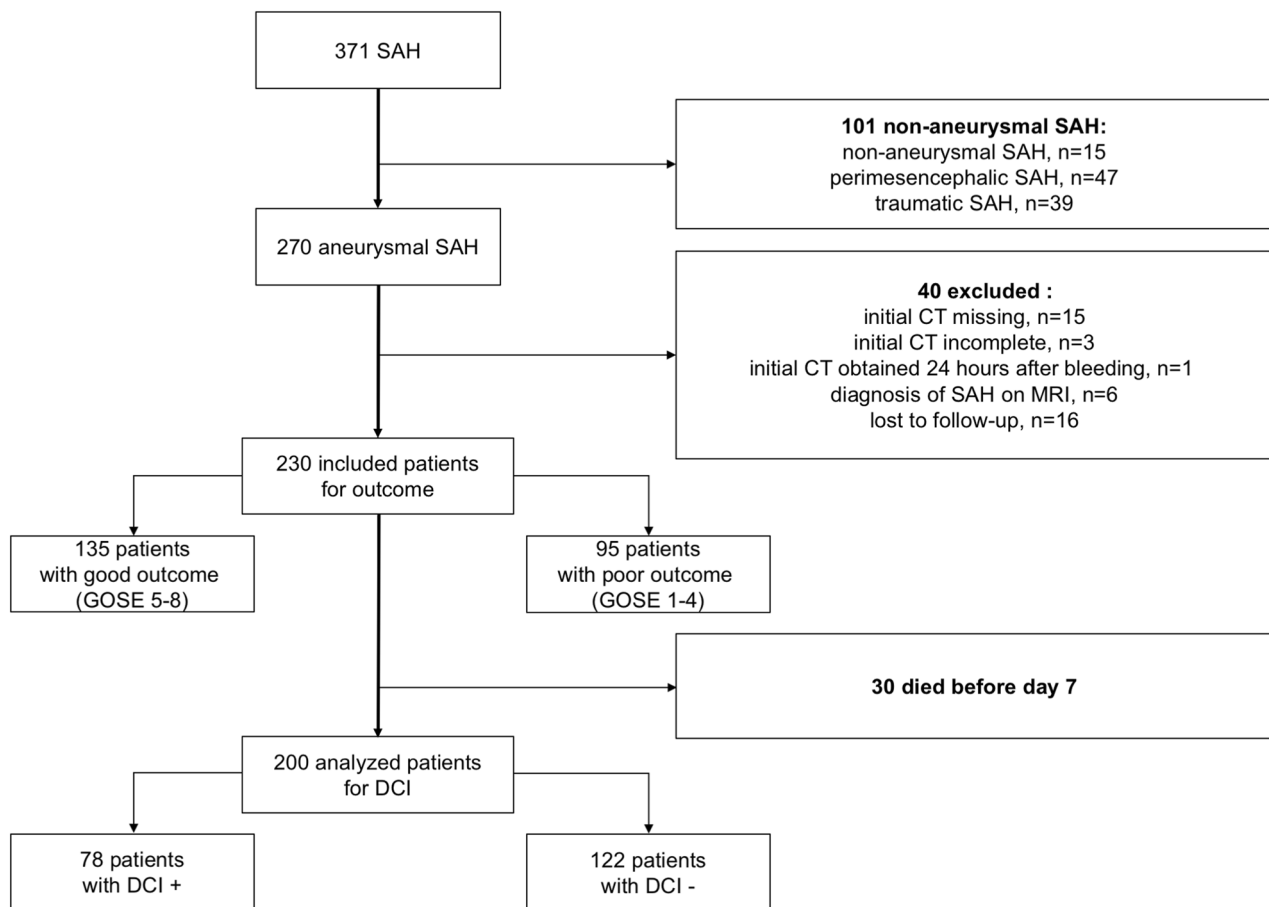 371 SAH
101 non-aneurysmal SAH:
non-aneurysmal SAH, n=15
perimesencephalic SAH, n=47
traumatic SAH, n=39
270 aneurysmal SAH
40 excluded :
initial CT missing, n=15
initial CT incomplete, n=3
initial CT obtained 24 hours after bleeding, n=1
diagnosis of SAH on MRI, n=6
lost to follow-up, n=16
230 included patients
for outcome
135 patients
with good outcome
(GOSE 5-8)
95 patients
with poor outcome
(GOSE 1-4)
30 died before day 7
200 analyzed patients
for DCI
78 patients
with DCI +
122 patients
with DCI -